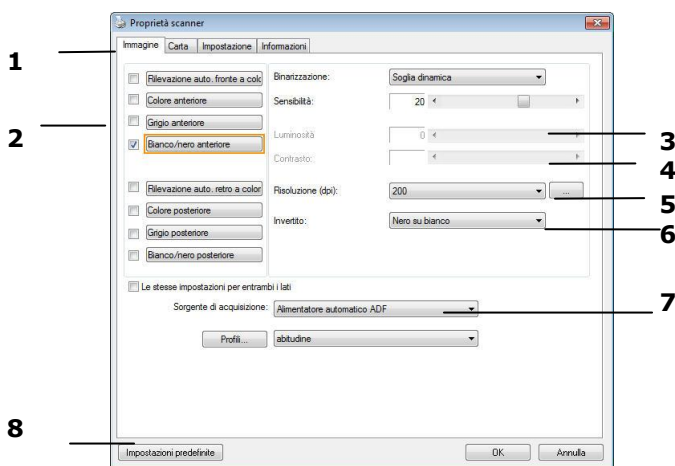 Proprietà scanner
Immagine Carta Impostazione Informazioni
1
Rilevazione auto. fronte a colo
Binarizzazione: Soglia dinamica
Colore anteriore
Sensibilità: 20
2
Grigio anteriore
Bianco/nero anteriore
Luminosità 0
3
Contrasto:
4
Rilevazione auto. retro a color
Risoluzione (dpi): 200 ...
5
Colore posteriore
Invertito: Nero su bianco
6
Grigio posteriore
Bianco/nero posteriore
Le stesse impostazioni per entrambi i lati
Sorgente di acquisizione: Alimentatore automatico ADF
7
Profili... abitudine
8
Impostazioni predefinite OK Annulla